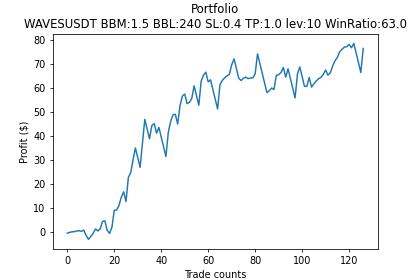 Portfolio
WAVESUSDT BBM:1.5 BBL:240 SL:0.4 TP:1.0 lev:10 WinRatio:63.0
80
70
60
50
40
30
20
10
0
Profit ($)
0 20 40 60 80 100 120
Trade counts